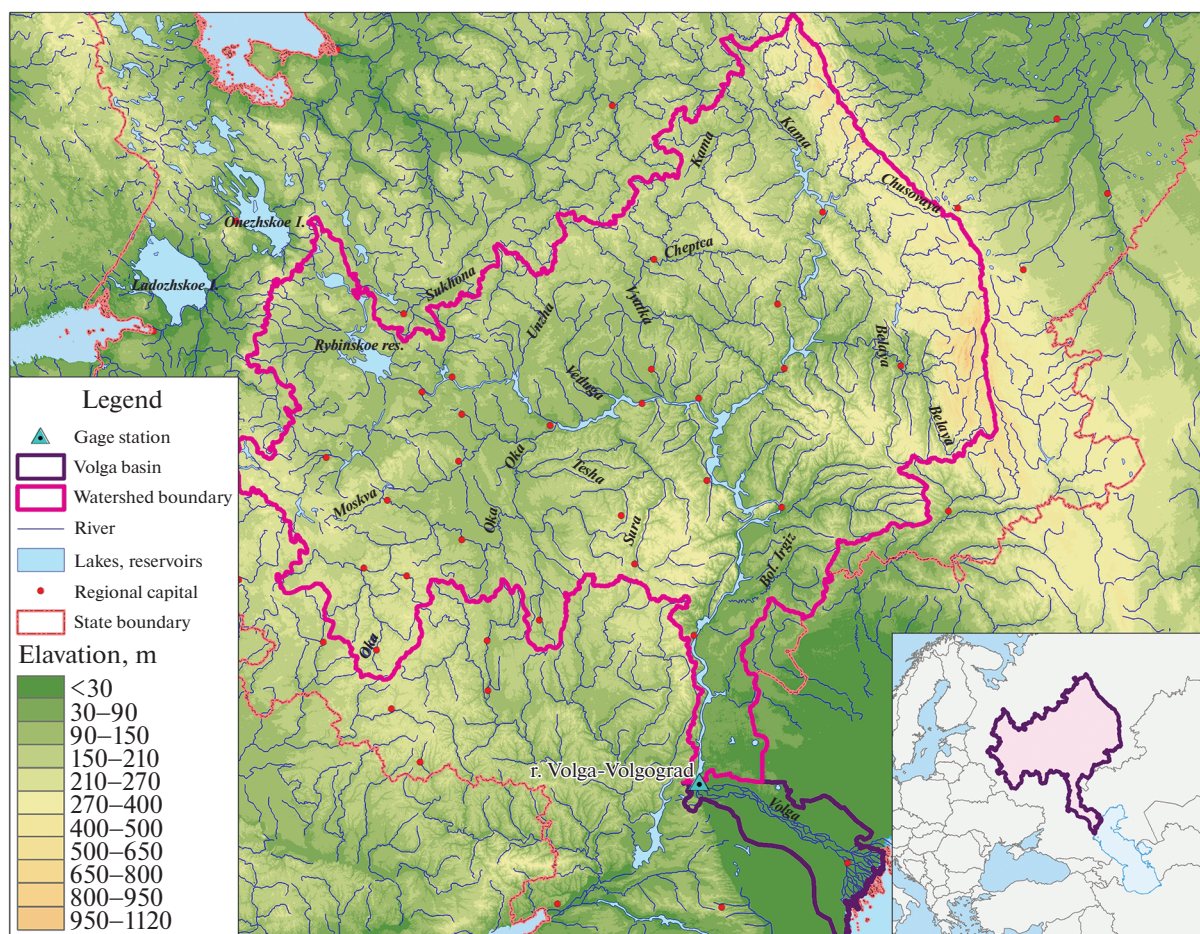 Kama
Kama
Chusovaya
Onezhskoe I.
Cheptca
Ladozhskoe I.
Sukhona
Vyatka
Unzha
Rybinskoe res.
Belaya
Vetluga
Belaya
Oka
Tesha
Moskva
Oka
Sura
Bol. Irgiz
Oka
r. Volga-Volgograd
Volga
Legend
Gage station
Volga basin
Watershed boundary
River
Lakes, reservoirs
Regional capital
State boundary
Elavation, m
<30
30–90
90–150
150–210
210–270
270–400
400–500
500–650
650–800
800–950
950–1120